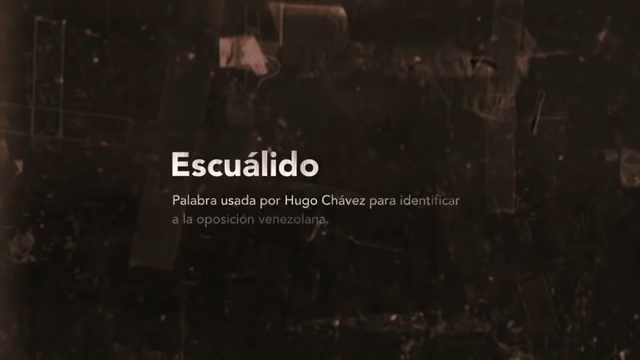 Escuálido
Palabra usada por Hugo Chávez para identificar
a la oposición venezolana.